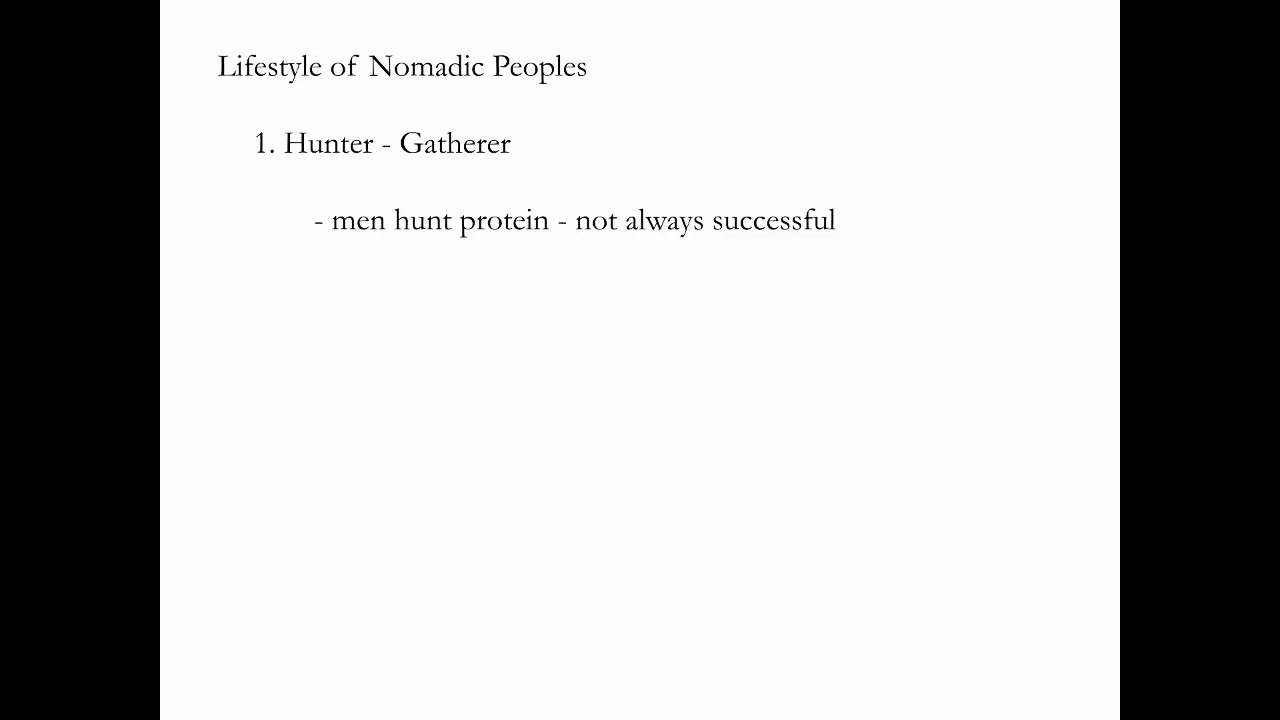 Lifestyle of Nomadic Peoples
1. Hunter - Gatherer
- men hunt protein - not always successful